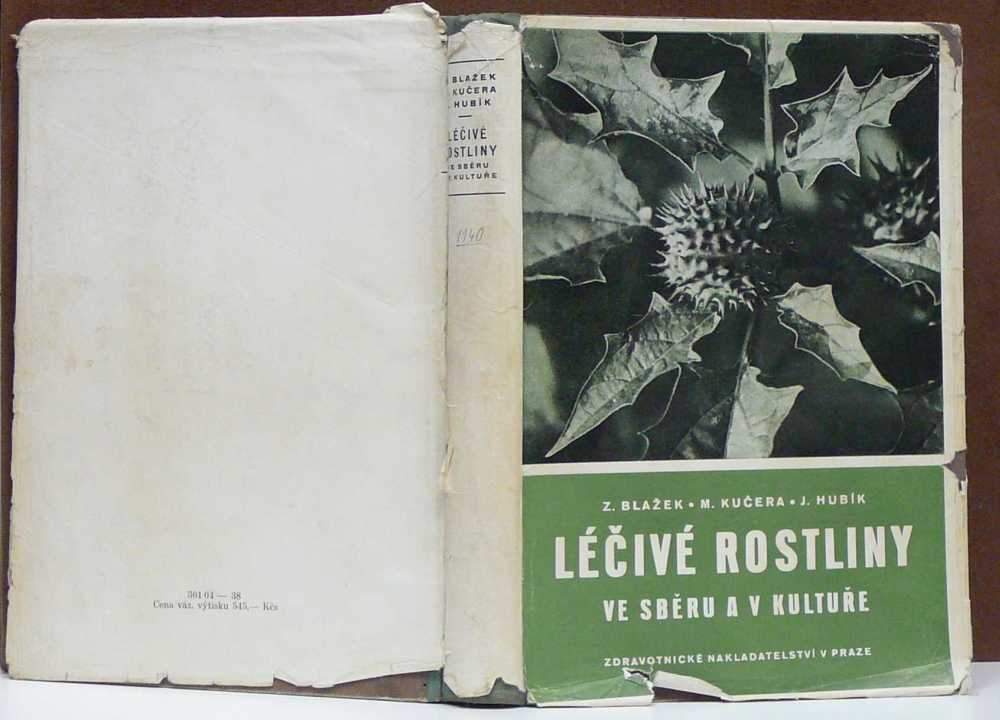 301 04 — 38
Cena váz. výtisku 545,— Kčs
BLAŽEK
KUČERA
HUBÍK
LÉČIVÉ
ROSTLINY
VE SBĚRU
KULTUŘE
1940
Z. BLAŽEK • M. KUČERA • J. HUBÍK
LÉČIVÉ ROSTLINY
VE SBĚRU A V KULTUŘE
ZDRAVOTNICKÉ NAKLADATELSTVÍ V PRAZE